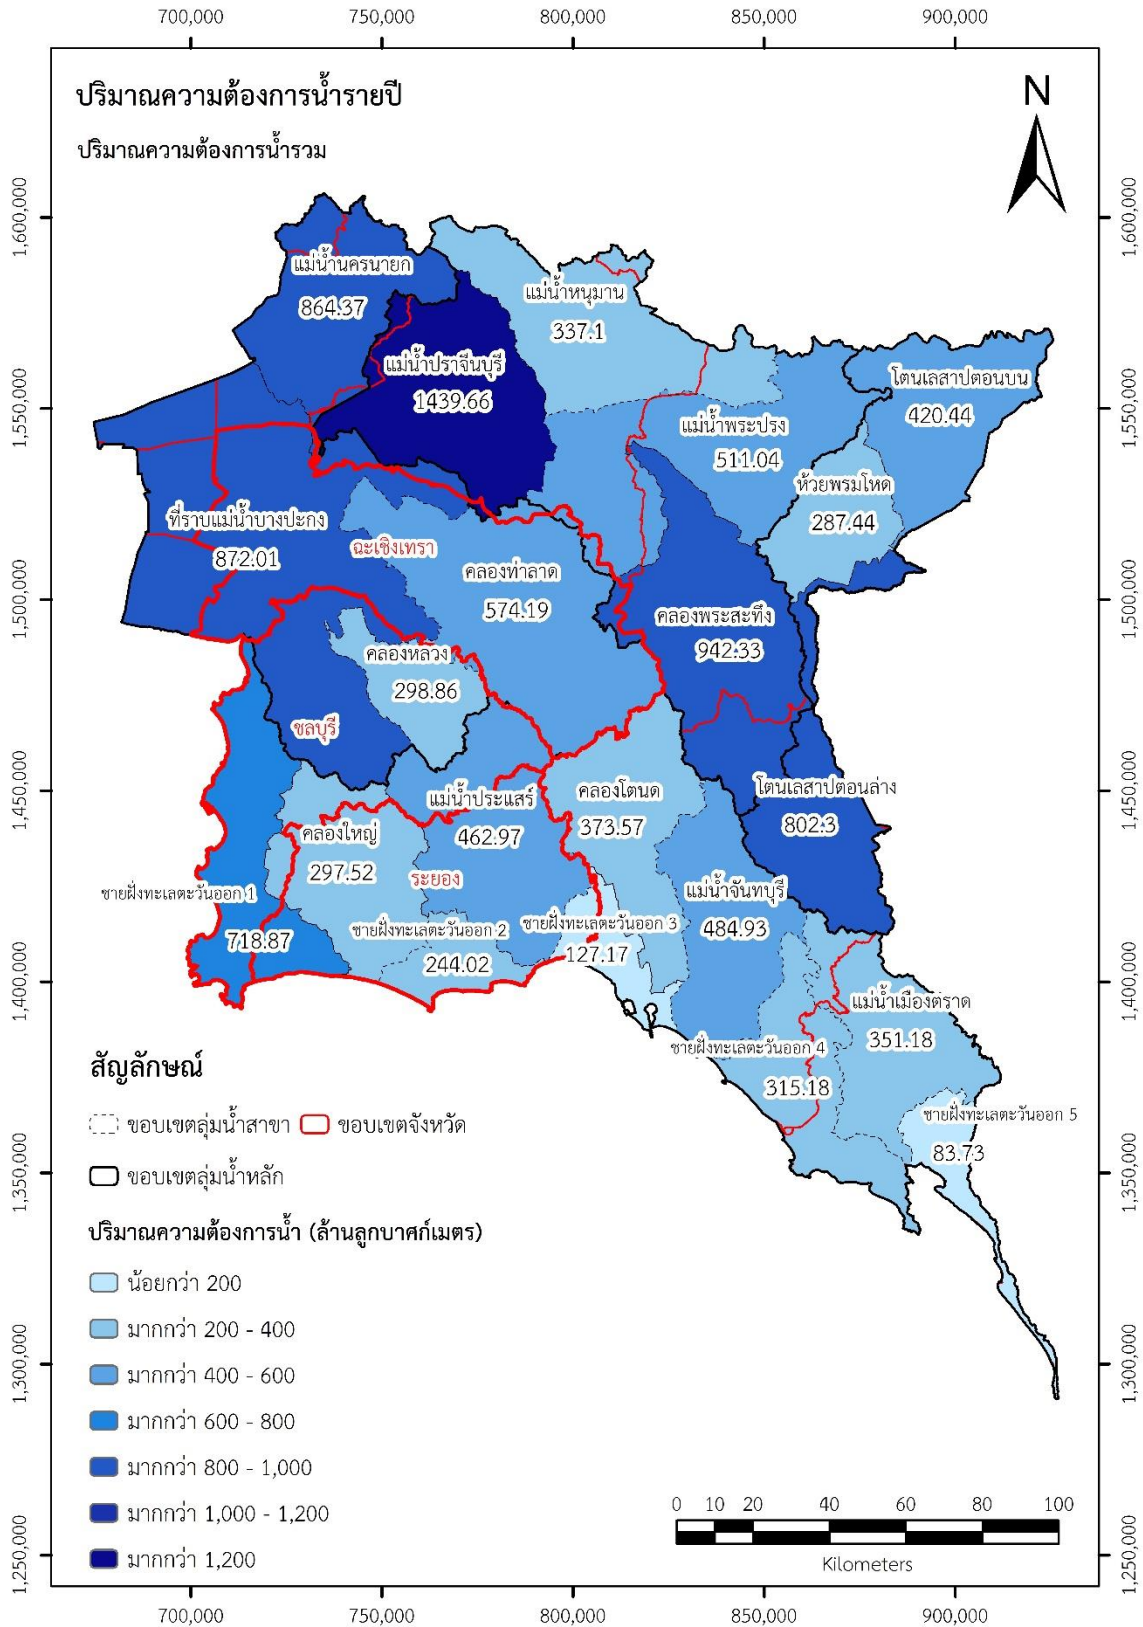 700,000 750,000 800,000 850,000 900,000
ปริมาณความต้องการน้ำรายปี
ปริมาณความต้องการน้ำรวม
N
1,600,000 1,600,000
แม่น้ำนครนายก
864.37
แม่น้ำหนุมาน
337.1
แม่น้ำปราจีนบุรี
1439.66
โตนเลสาปตอนบน
420.44
1,550,000 1,550,000
แม่น้ำพระปรง
511.04
ห้วยพรมโหด
287.44
ที่ราบแม่น้ำบางปะกง
872.01
ฉะเชิงเทรา
คลองท่าลาด
574.19
1,500,000 1,500,000
คลองพระสะทึง
942.33
คลองหลวง
298.86
ชลบุรี
1,450,000 1,450,000
แม่น้ำประแสร์
462.97
คลองโตนด
373.57
โตนเลสาปตอนล่าง
802.3
คลองใหญ่
297.52
ระยอง
ชายฝั่งทะเลตะวันออก 1
718.87
แม่น้ำจันทบุรี
484.93
ชายฝั่งทะเลตะวันออก 2
244.02
ชายฝั่งทะเลตะวันออก 3
127.17
1,400,000 1,400,000
แม่น้ำเมืองตราด
351.18
ชายฝั่งทะเลตะวันออก 4
315.18
ชายฝั่งทะเลตะวันออก 5
83.73
1,350,000 1,350,000
สัญลักษณ์
ขอบเขตลุ่มน้ำสาขา ขอบเขตจังหวัด
ขอบเขตลุ่มน้ำหลัก
ปริมาณความต้องการน้ำ (ล้านลูกบาศก์เมตร)
น้อยกว่า 200
มากกว่า 200 - 400
มากกว่า 400 - 600
มากกว่า 600 - 800
มากกว่า 800 - 1,000
มากกว่า 1,000 - 1,200
มากกว่า 1,200
1,300,000 1,300,000
0 10 20 40 60 80 100
Kilometers
1,250,000 1,250,000
700,000 750,000 800,000 850,000 900,000